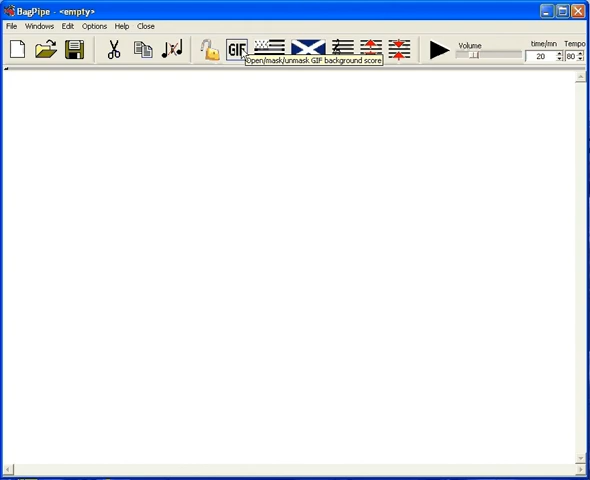 BagPipe - <empty>
File Windows Edit Options Help Close
GIF
Open/mask/unmask GIF background score
Volume
time/mn Tempo
20 80